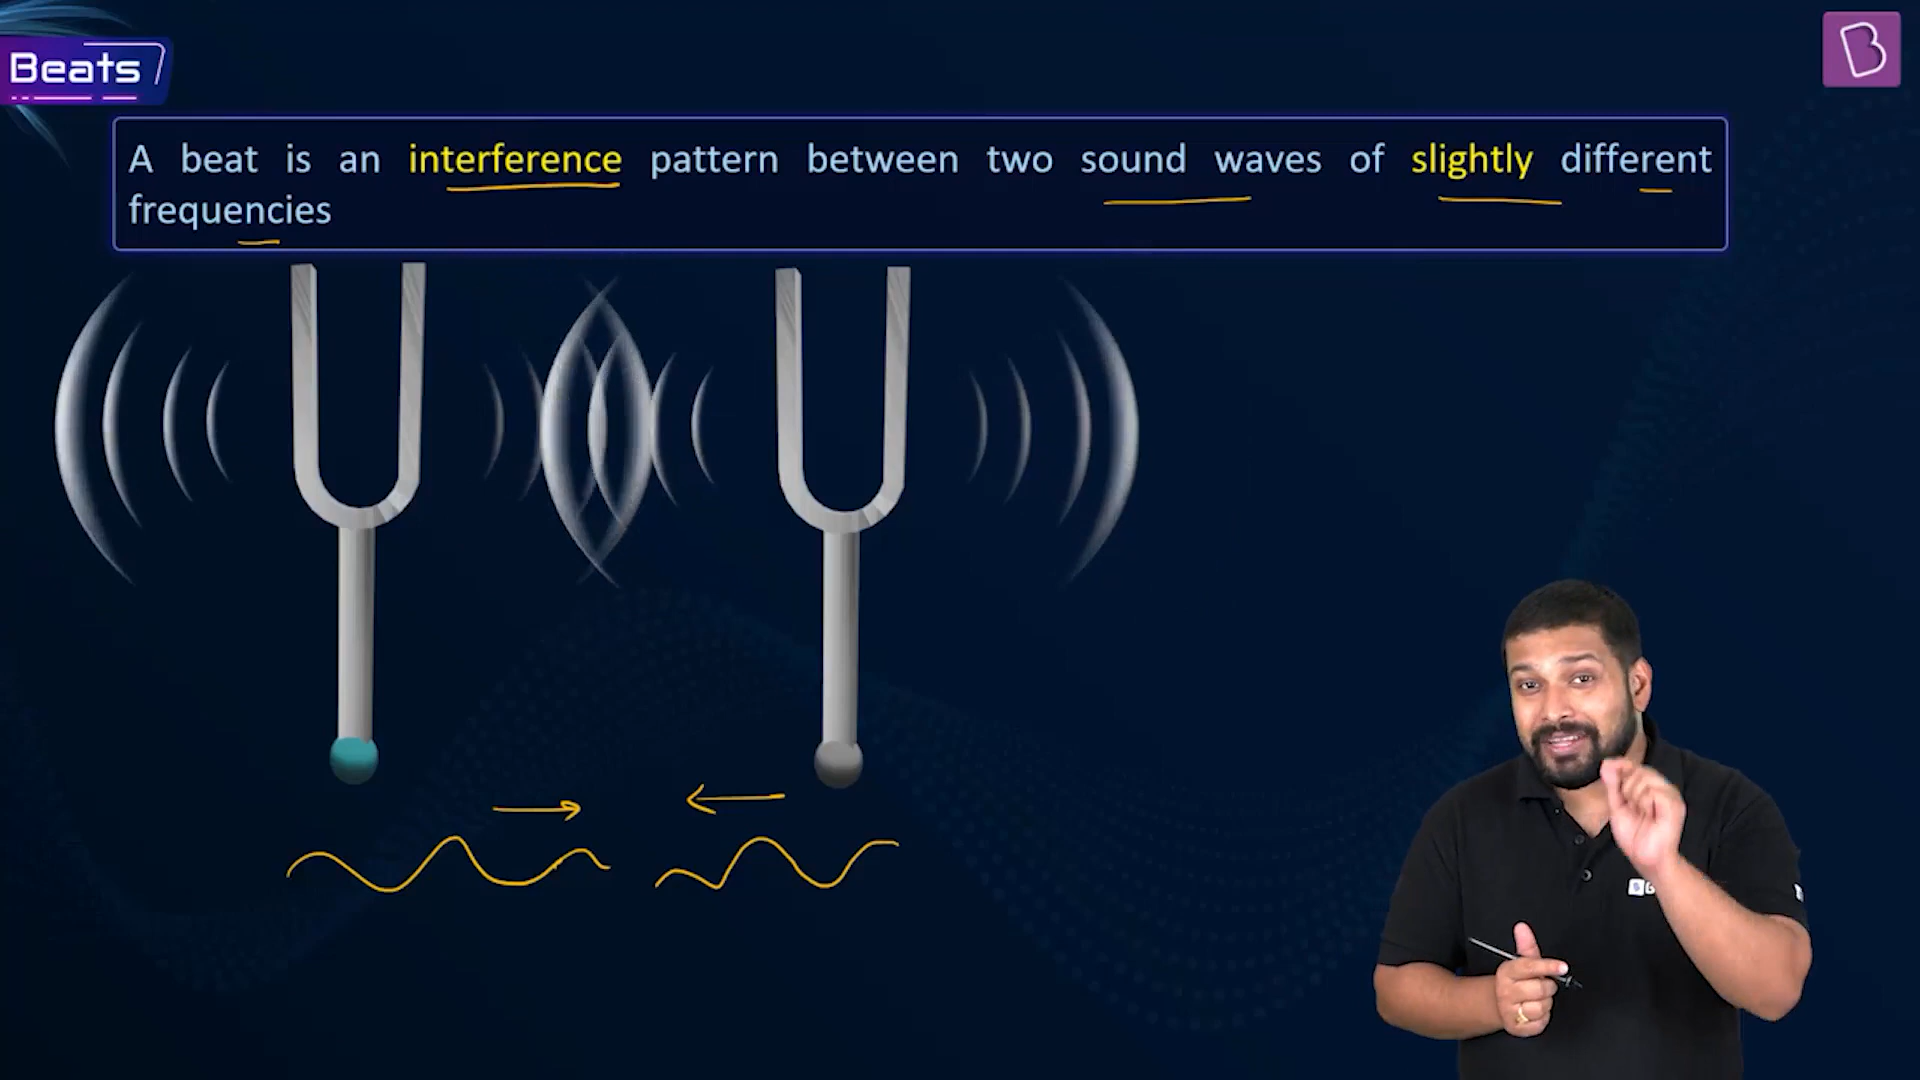 Beats
A beat is an interference pattern between two sound waves of slightly different
frequencies